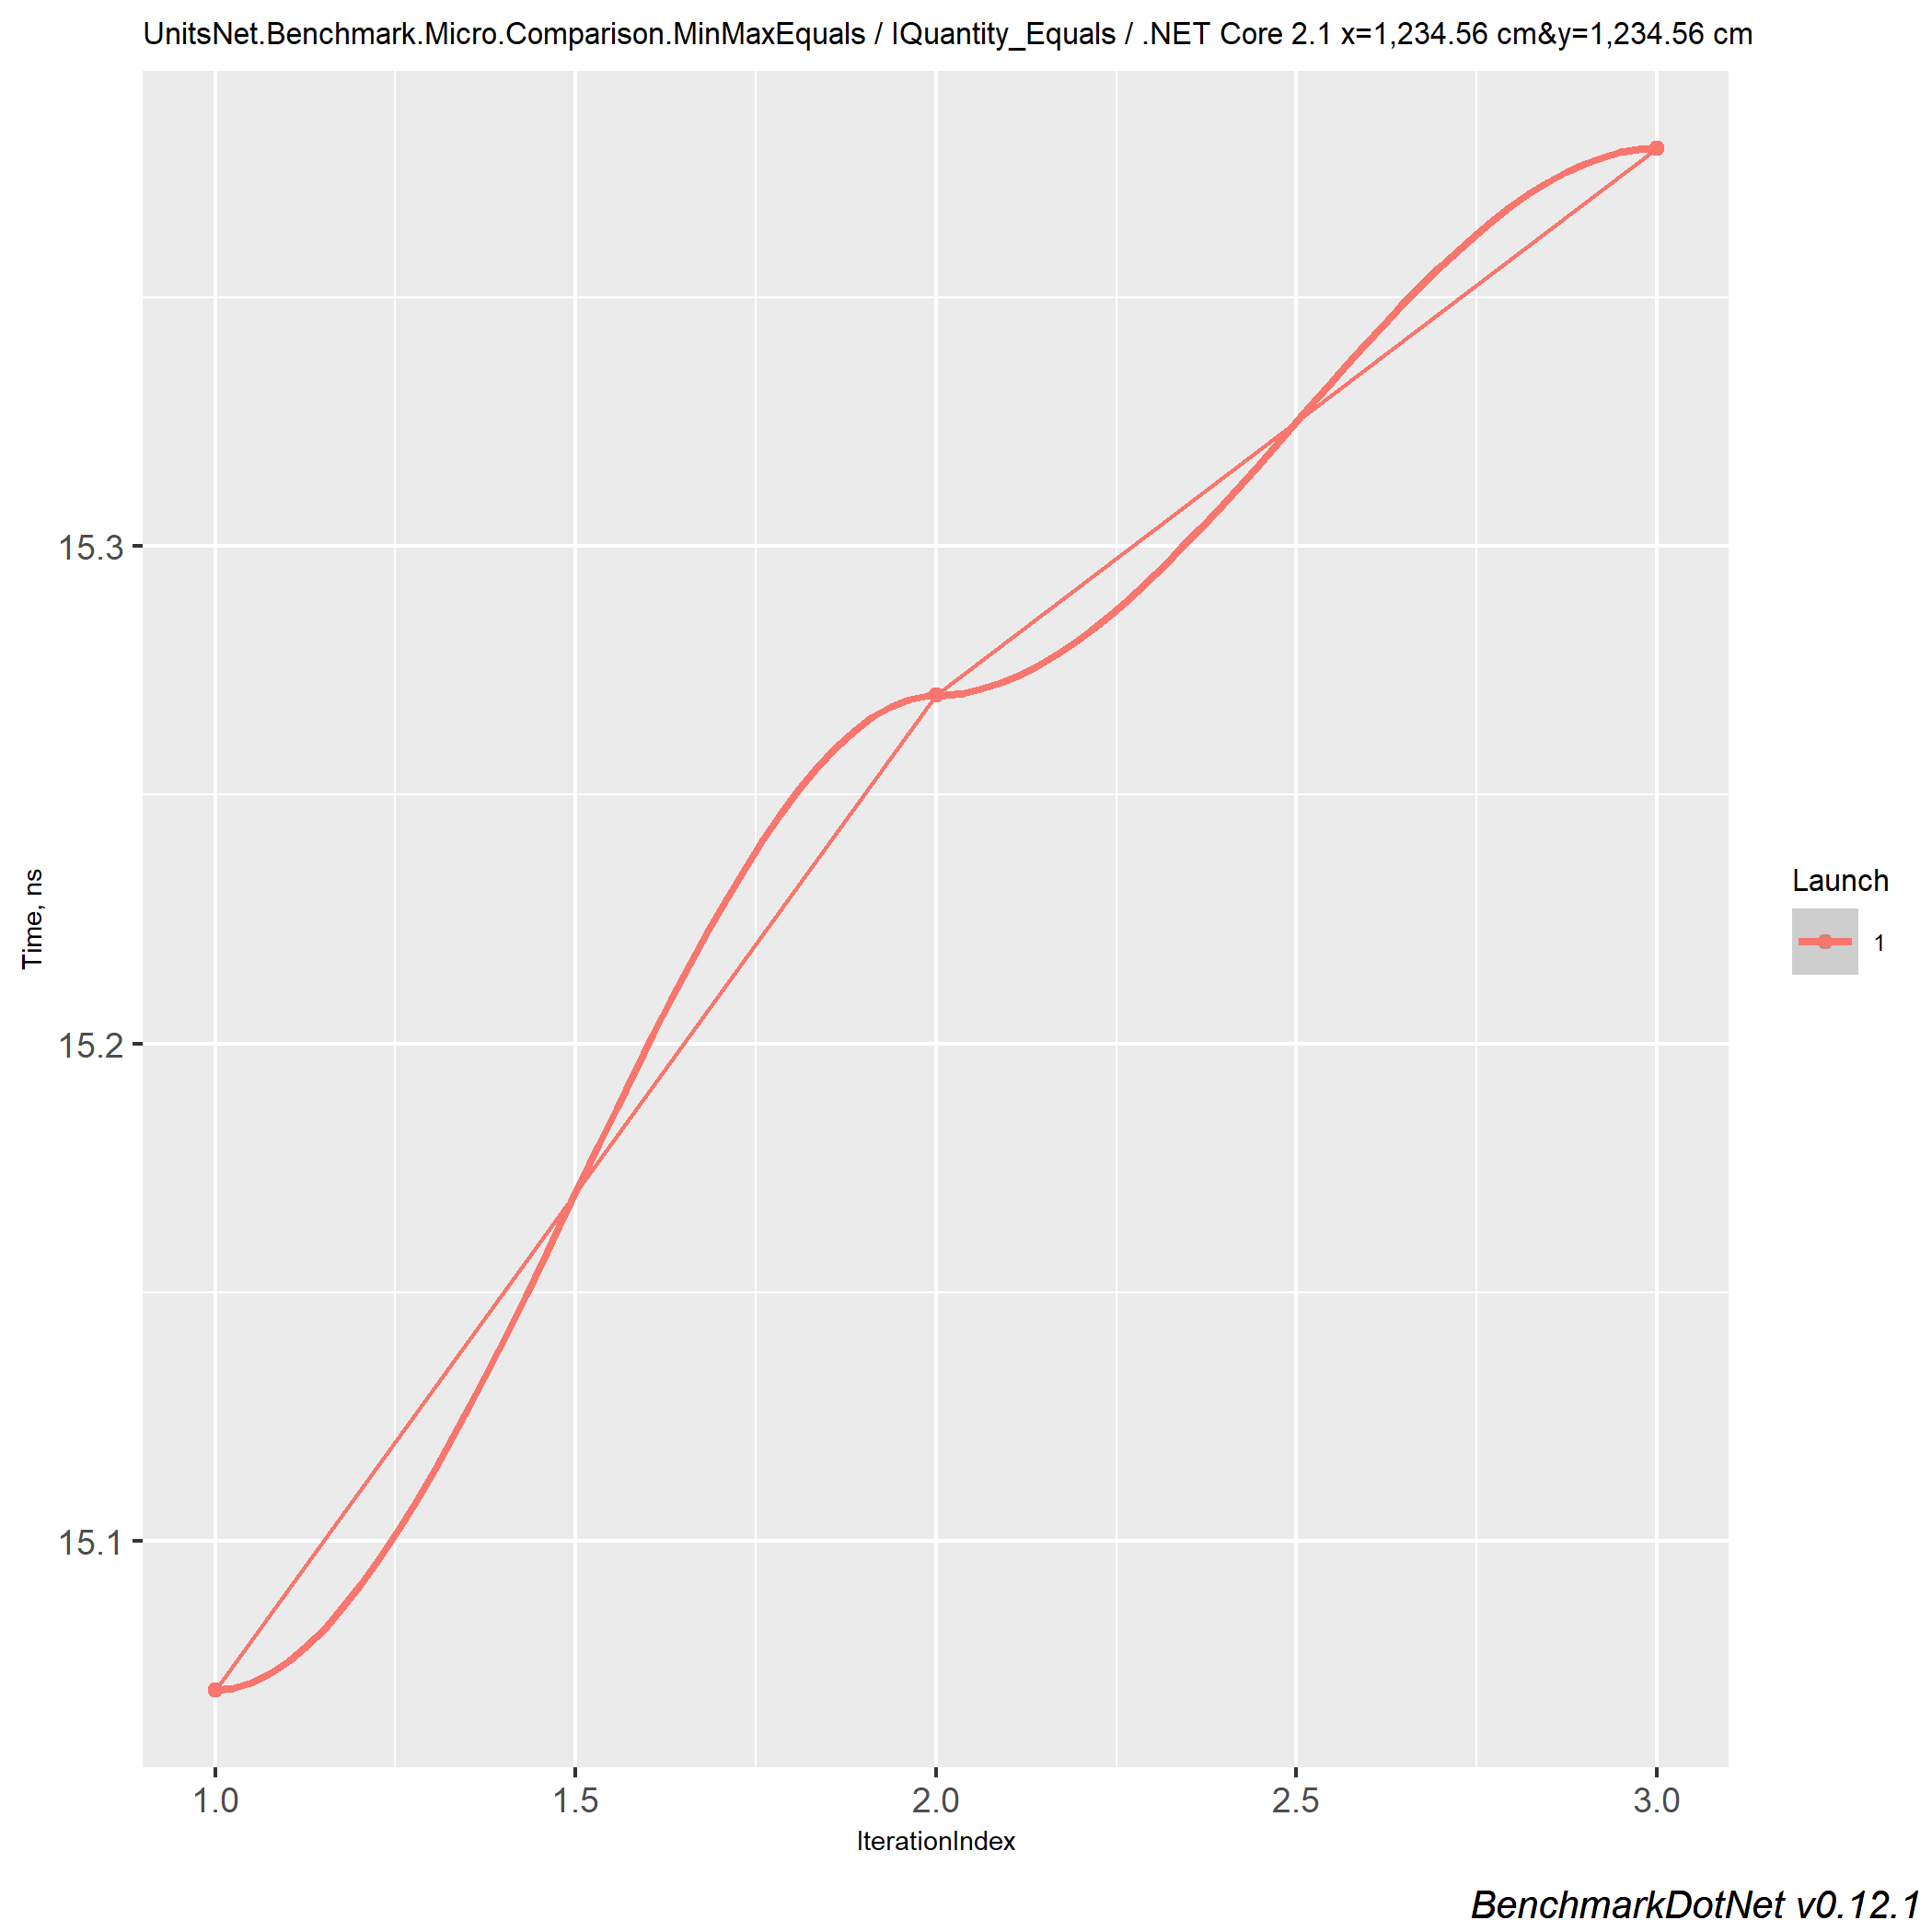 UnitsNet.Benchmark.Micro.Comparison.MinMaxEquals / IQuantity_Equals / .NET Core 2.1 x=1,234.56 cm&y=1,234.56 cm
Time, ns
15.3
15.2
15.1
1.0 1.5 2.0 2.5 3.0
IterationIndex
Launch
1
BenchmarkDotNet v0.12.1